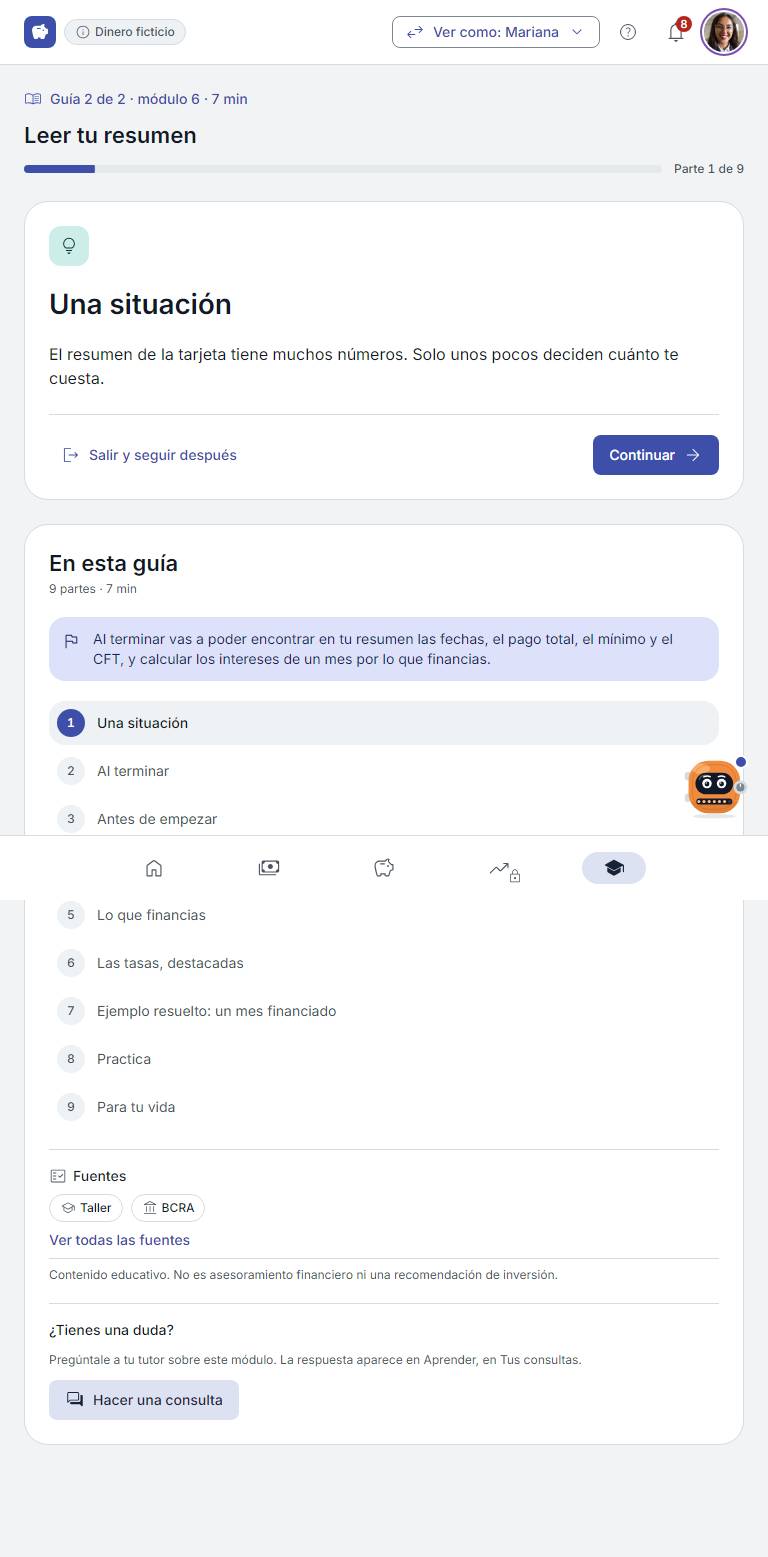 Dinero ficticio
Ver como: Mariana
8
Guía 2 de 2 · módulo 6 · 7 min
Leer tu resumen
Parte 1 de 9
Una situación
El resumen de la tarjeta tiene muchos números. Solo unos pocos deciden cuánto te
cuesta.
Salir y seguir después
Continuar
En esta guía
9 partes · 7 min
Al terminar vas a poder encontrar en tu resumen las fechas, el pago total, el mínimo y el
CFT, y calcular los intereses de un mes por lo que financias.
1 Una situación
2 Al terminar
3 Antes de empezar
5 Lo que financias
6 Las tasas, destacadas
7 Ejemplo resuelto: un mes financiado
8 Practica
9 Para tu vida
Fuentes
Taller BCRA
Ver todas las fuentes
Contenido educativo. No es asesoramiento financiero ni una recomendación de inversión.
¿Tienes una duda?
Pregúntale a tu tutor sobre este módulo. La respuesta aparece en Aprender, en Tus consultas.
Hacer una consulta